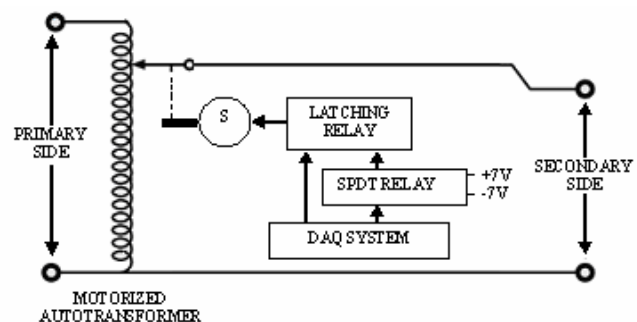 PRIMARY
SIDE
S
LATCHING
RELAY
SPDT RELAY
+7V
-7V
DAQ SYSTEM
SECONDARY
SIDE
MOTORIZED
AUTOTRANSFORMER